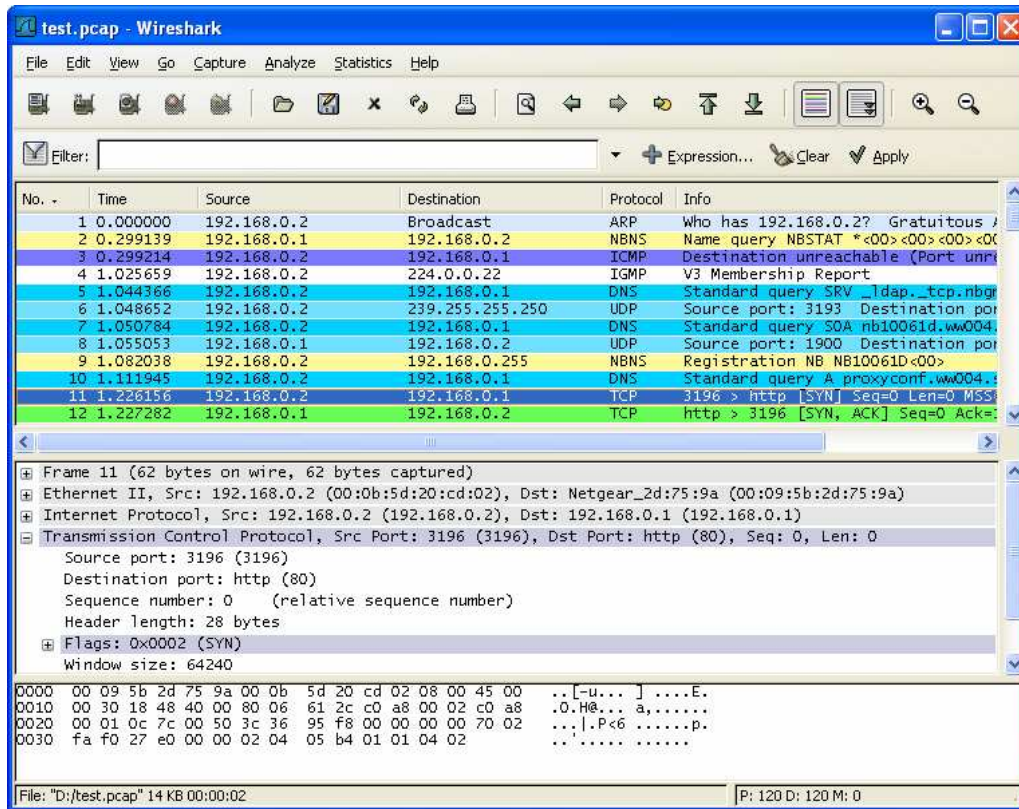 test.pcap - Wireshark
File Edit View Go Capture Analyze Statistics Help
Filter: Expression... Clear Apply
No. Time Source Destination Protocol Info
1 0.000000 192.168.0.2 Broadcast ARP Who has 192.168.0.2? Gratuitous
2 0.299139 192.168.0.1 192.168.0.2 NBNS Name query NBSTAT *<00><00><00><00
3 0.299214 192.168.0.2 192.168.0.1 ICMP Destination unreachable (Port unre
4 1.025659 192.168.0.2 224.0.0.22 IGMP V3 Membership Report
5 1.044366 192.168.0.2 192.168.0.1 DNS Standard query SRV _ldap._tcp.nbgm
6 1.048652 192.168.0.2 239.255.255.250 UDP Source port: 3193 Destination por
7 1.050784 192.168.0.2 192.168.0.1 DNS Standard query SOA nb10061d.ww004.
8 1.055053 192.168.0.1 192.168.0.2 UDP Source port: 1900 Destination por
9 1.082038 192.168.0.2 192.168.0.255 NBNS Registration NB NB10061D<00>
10 1.111945 192.168.0.2 192.168.0.1 DNS Standard query A proxyconf.ww004.s
11 1.226156 192.168.0.2 192.168.0.1 TCP 3196 > http [SYN] Seq=0 Len=0 MSS=
12 1.227282 192.168.0.1 192.168.0.2 TCP http > 3196 [SYN, ACK] Seq=0 Ack=1
Frame 11 (62 bytes on wire, 62 bytes captured)
Ethernet II, Src: 192.168.0.2 (00:0b:5d:20:cd:02), Dst: Netgear_2d:75:9a (00:09:5b:2d:75:9a)
Internet Protocol, Src: 192.168.0.2 (192.168.0.2), Dst: 192.168.0.1 (192.168.0.1)
Transmission Control Protocol, Src Port: 3196 (3196), Dst Port: http (80), Seq: 0, Len: 0
Source port: 3196 (3196)
Destination port: http (80)
Sequence number: 0 (relative sequence number)
Header length: 28 bytes
Flags: 0x0002 (SYN)
Window size: 64240
0000 00 09 5b 2d 75 9a 00 0b 5d 20 cd 02 08 00 45 00 ..[-u... ] ....E.
0010 00 30 18 48 40 00 80 06 61 2c c0 a8 00 02 c0 a8 .0.H@... a,......
0020 00 01 0c 7c 00 50 3c 36 95 f8 00 00 00 00 70 02 ...|.P<6 ......p.
0030 fa f0 27 e0 00 00 02 04 05 b4 01 01 04 02 ..'..... ......
File: "D:/test.pcap" 14 KB 00:00:02 P: 120 D: 120 M: 0